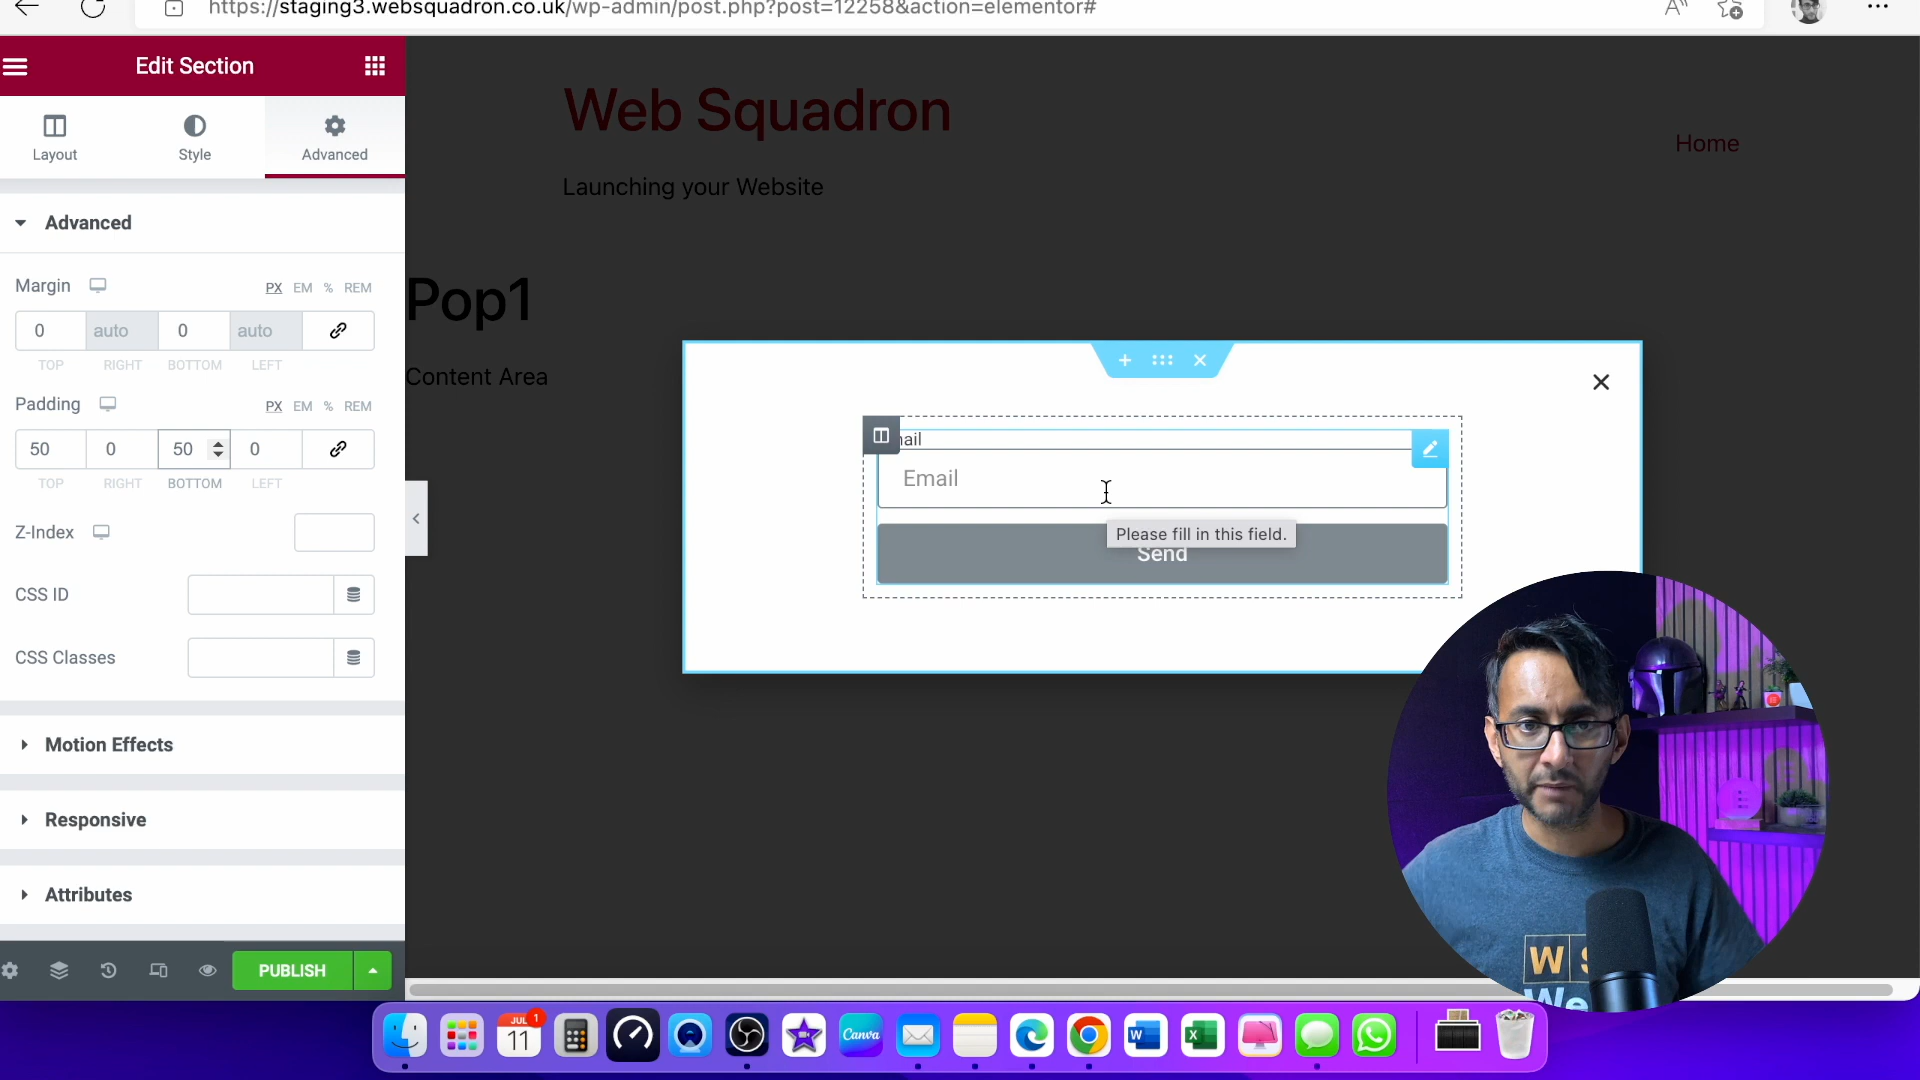 https://staging3.websquadron.co.uk/wp-admin/post.php?post=12258&action=elementor#
Edit Section
Layout
Style
Advanced
Advanced
Margin
PX EM % REM
0 auto 0 auto
TOP RIGHT BOTTOM LEFT
Padding
PX EM % REM
50 0 50 0
TOP RIGHT BOTTOM LEFT
Z-Index
CSS ID
CSS Classes
Motion Effects
Responsive
Attributes
PUBLISH
Web Squadron
Launching your Website
Home
Pop1
Content Area
ail
Email
Please fill in this field.
Send
W S
We
JUL
1
11
Canva
W
X